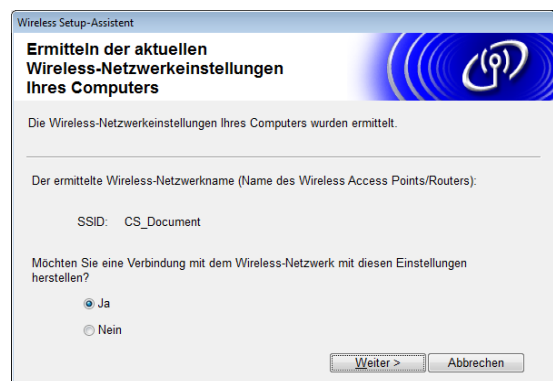 Wireless Setup-Assistent
Ermitteln der aktuellen
Wireless-Netzwerkeinstellungen
Ihres Computers
Die Wireless-Netzwerkeinstellungen Ihres Computers wurden ermittelt.
Der ermittelte Wireless-Netzwerkname (Name des Wireless Access Points/Routers):
SSID: CS_Document
Möchten Sie eine Verbindung mit dem Wireless-Netzwerk mit diesen Einstellungen
herstellen?
Ja
Nein
Weiter > Abbrechen